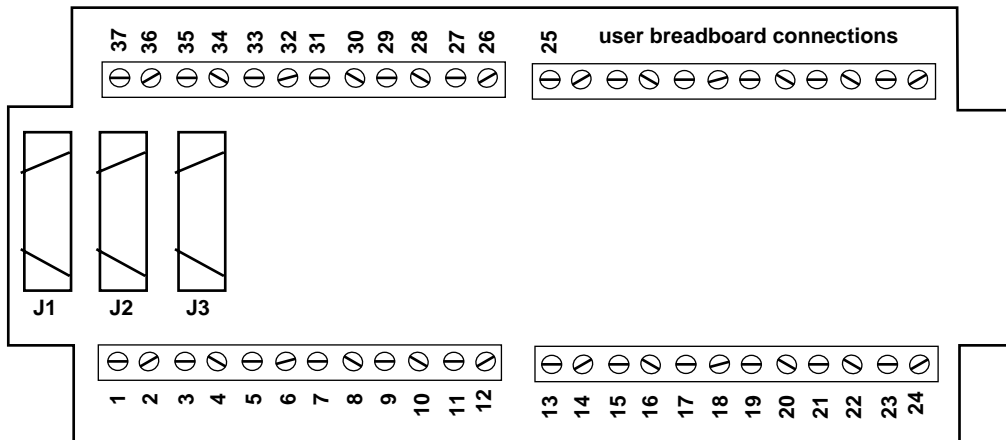 37 36 35 34 33 32 31 30 29 28 27 26 25 user breadboard connections
J1 J2 J3
1 2 3 4 5 6 7 8 9 10 11 12 13 14 15 16 17 18 19 20 21 22 23 24